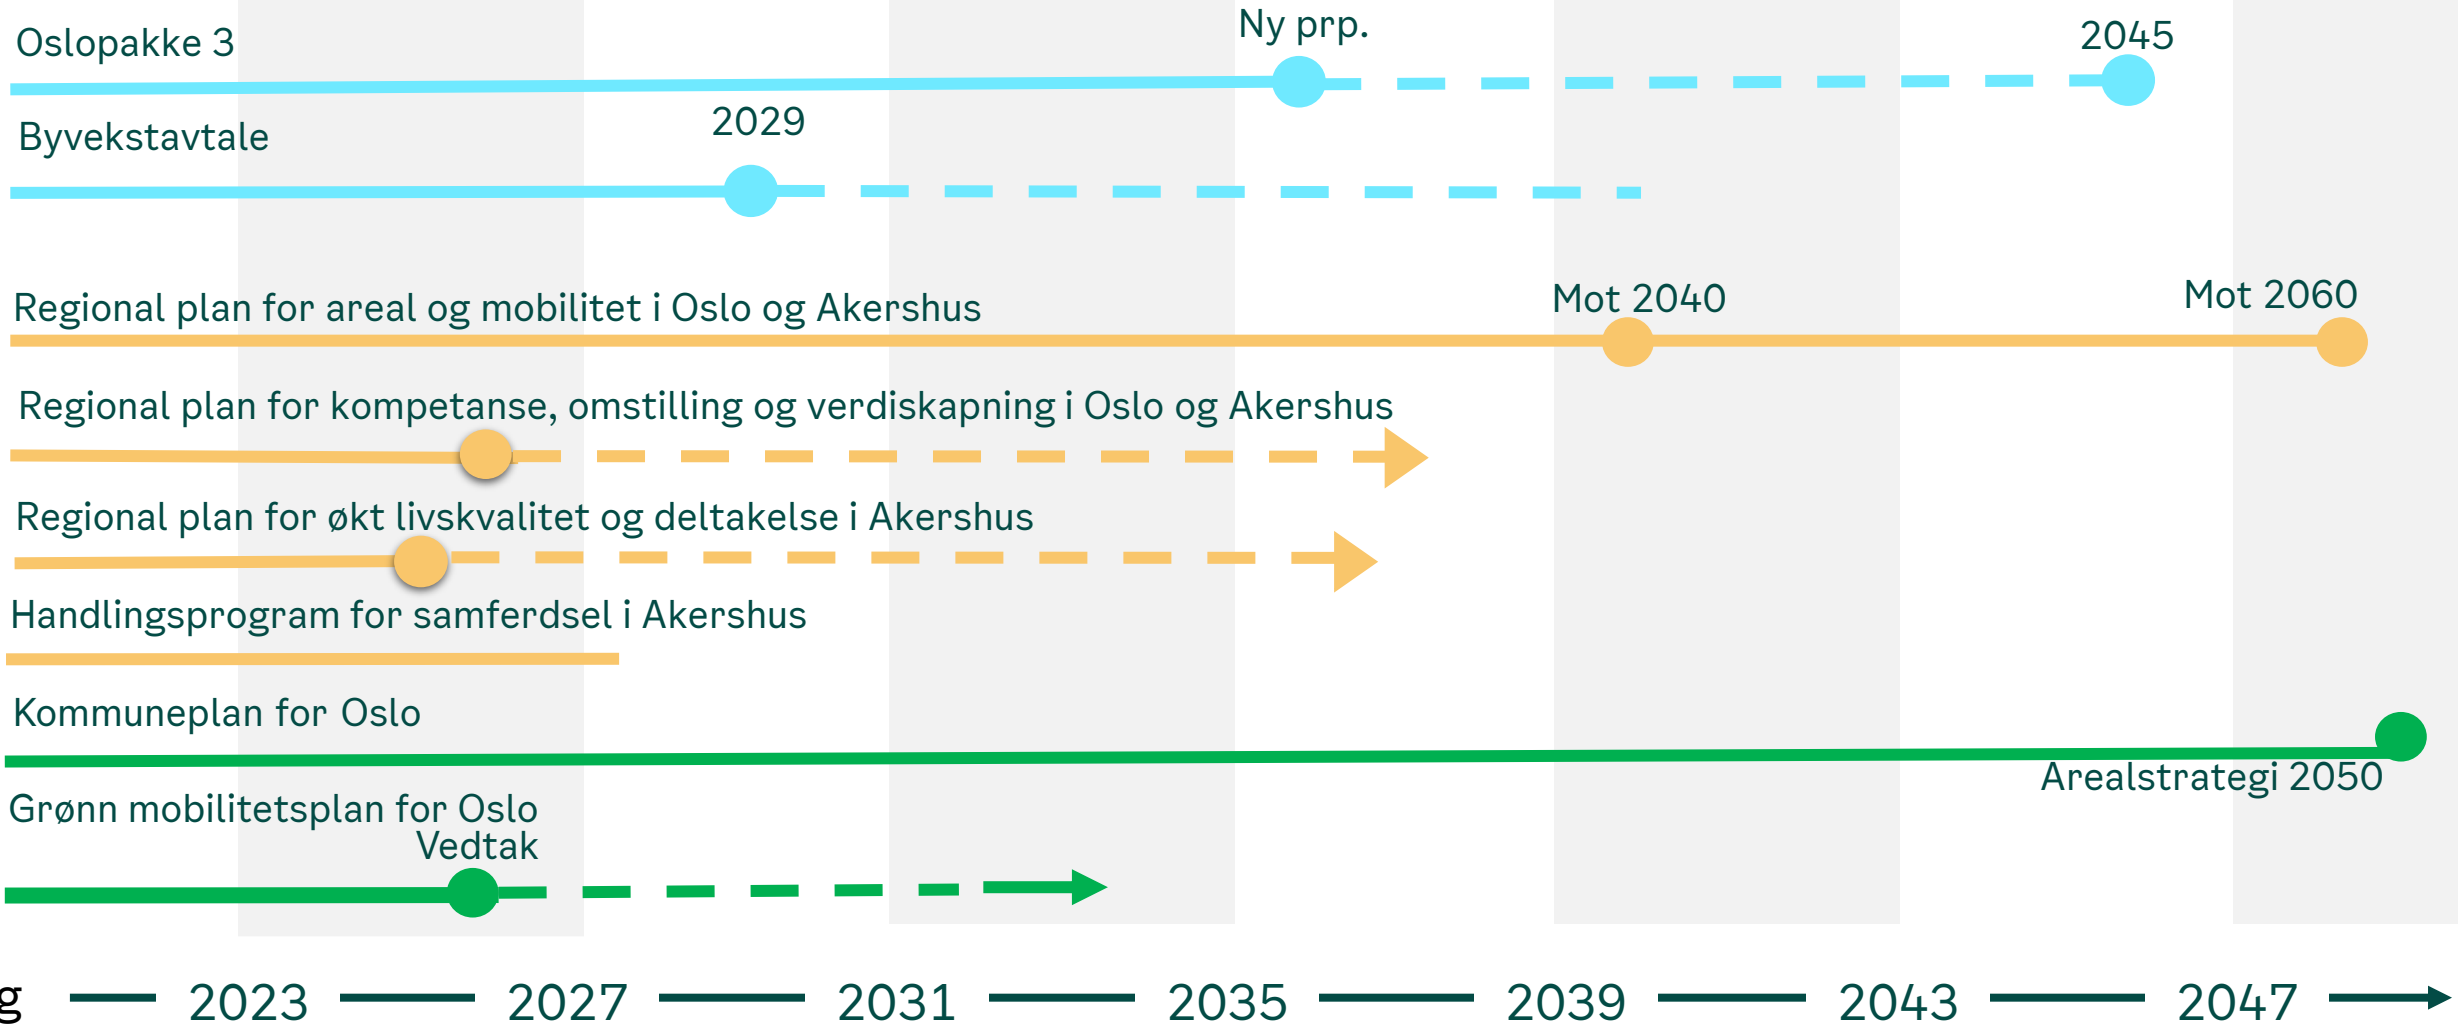 Oslopakke 3
Ny prp.
2045
Byvekstavtale
2029
Regional plan for areal og mobilitet i Oslo og Akershus
Mot 2040
Mot 2060
Regional plan for kompetanse, omstilling og verdiskapning i Oslo og Akershus
Regional plan for økt livskvalitet og deltakelse i Akershus
Handlingsprogram for samferdsel i Akershus
Kommuneplan for Oslo
Arealstrategi 2050
Grønn mobilitetsplan for Oslo
Vedtak
g 2023 2027 2031 2035 2039 2043 2047